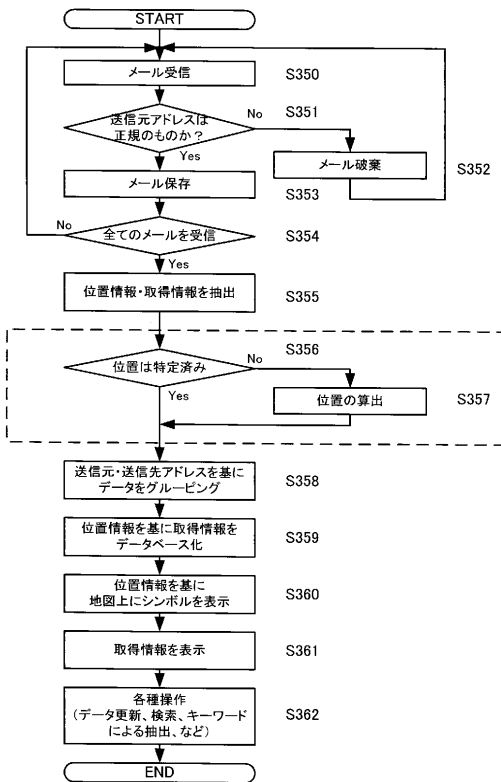 START
メール受信
S350
送信元アドレスは
正規のものか？
No
S351
Yes
メール破棄
S352
メール保存
S353
No
全てのメールを受信
S354
Yes
位置情報・取得情報を抽出
S355
位置は特定済み
No
S356
Yes
位置の算出
S357
送信元・送信先アドレスを基に
データをグルーピング
S358
位置情報を基に取得情報を
データベース化
S359
位置情報を基に
地図上にシンボルを表示
S360
取得情報を表示
S361
各種操作
（データ更新、検索、キーワード
による抽出、など）
S362
END